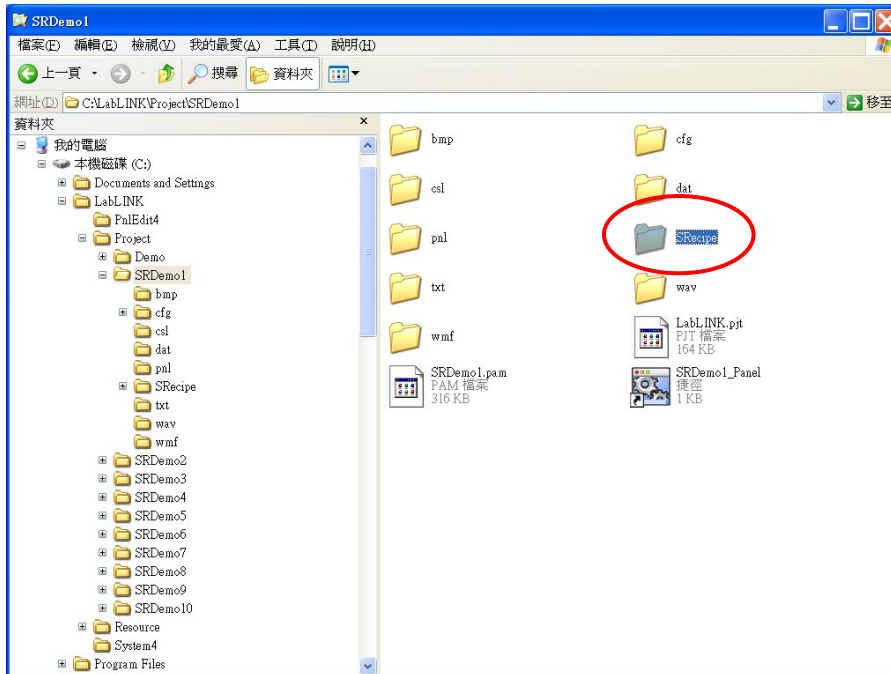 SRDemo1
檔案(F) 編輯(E) 檢視(V) 我的最愛(A) 工具(T) 說明(H)
上一頁 搜尋 資料夾
網址(D) C:\LabLINK\Project\SRDemo1 移至
資料夾 ×
我的電腦
本機磁碟 (C:)
Documents and Settings
LabLINK
PnlEdit4
Project
Demo
SRDemo1
bmp
cfg
csl
dat
pnl
SRecipe
txt
wav
wmf
SRDemo2
SRDemo3
SRDemo4
SRDemo5
SRDemo6
SRDemo7
SRDemo8
SRDemo9
SRDemo10
Resource
System4
Program Files
bmp cfg
csl dat
pnl SRecipe
txt wav
wmf
LabLINK.pjt
PJT 檔案
164 KB
SRDemo1.pam
PAM 檔案
316 KB
SRDemo1_Panel
捷徑
1 KB